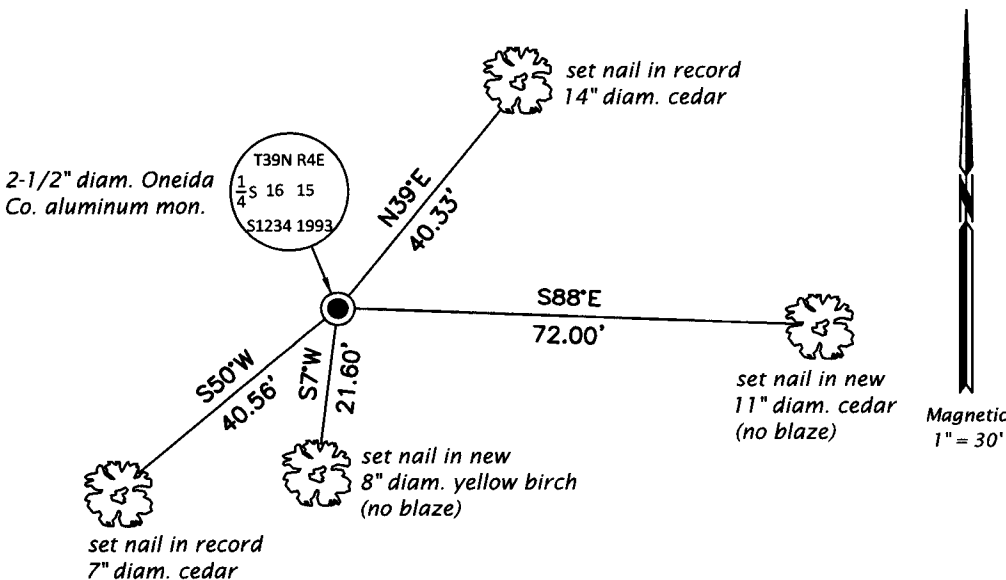 set nail in record
14" diam. cedar
T39N R4E
1/4 S 16 15
S1234 1993
2-1/2" diam. Oneida
Co. aluminum mon.
N39°E
40.33'
N
S88°E
72.00'
S50°W
40.56'
S7°W
21.60'
set nail in new
11" diam. cedar
(no blaze)
Magnetic
1" = 30'
set nail in new
8" diam. yellow birch
(no blaze)
set nail in record
7" diam. cedar